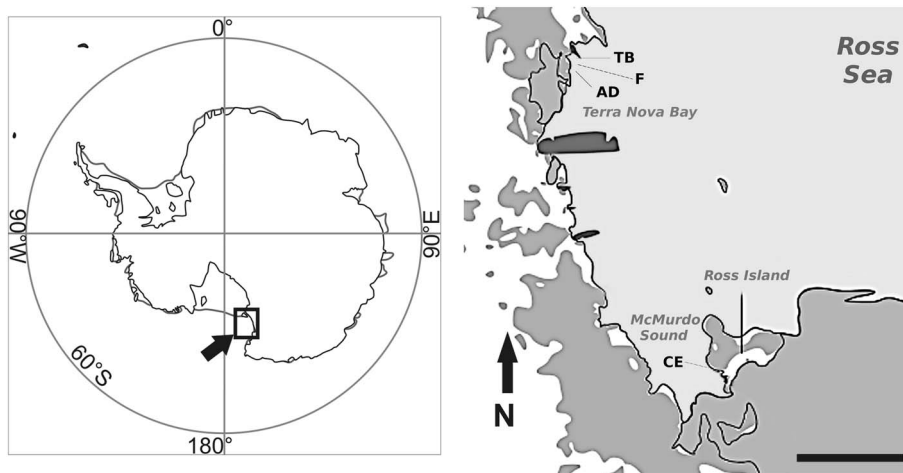 0°
90°W
90°E
60°S
180°
Ross
Sea
TB
F
AD
Terra Nova Bay
Ross Island
McMurdo
Sound
CE
N